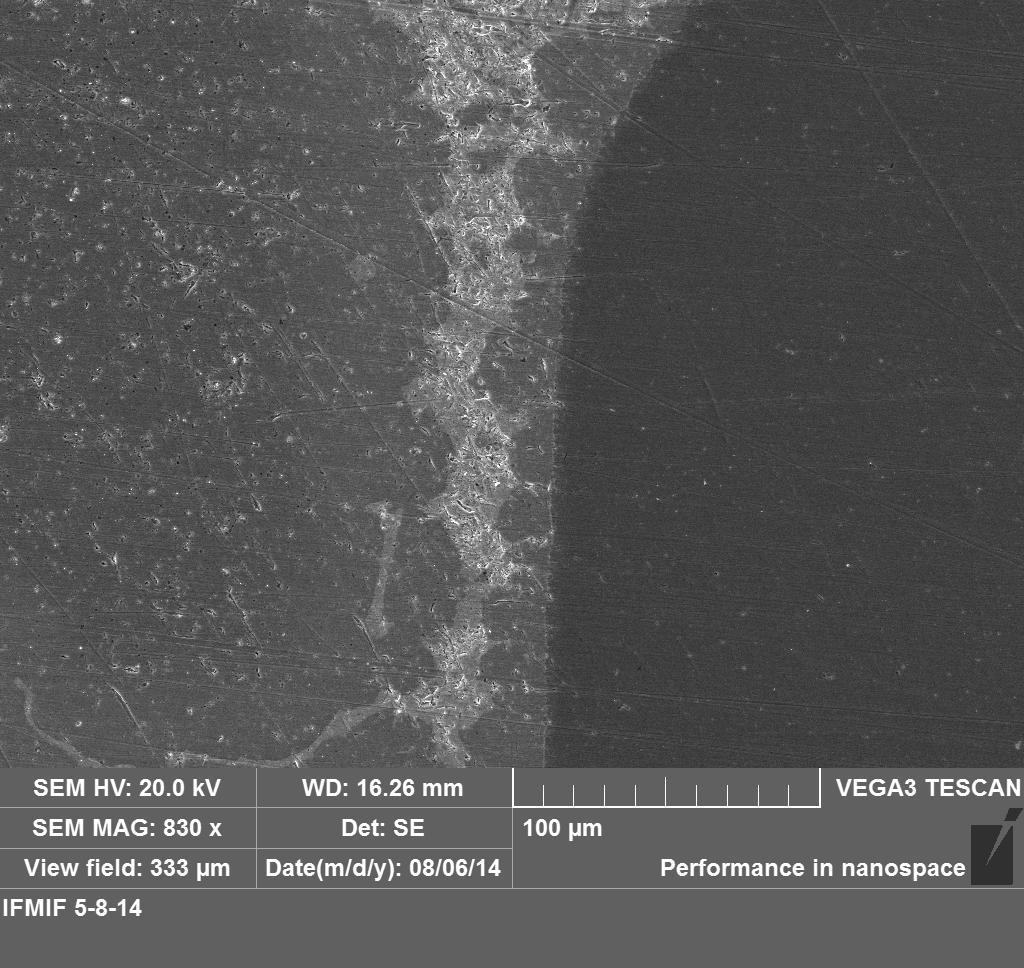 SEM HV: 20.0 kV
WD: 16.26 mm
VEGA3 TESCAN
SEM MAG: 830 x
Det: SE
100 µm
View field: 333 µm
Date(m/d/y): 08/06/14
Performance in nanospace
IFMIF 5-8-14